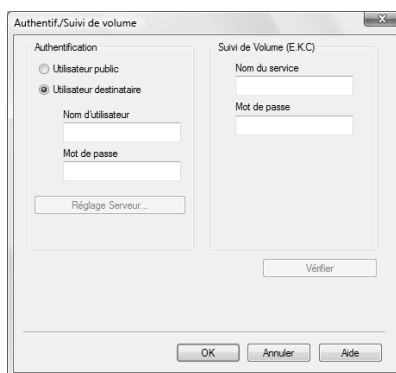 Authentif./Suivi de volume
Authentification
Utilisateur public
Utilisateur destinataire
Nom d'utilisateur
Mot de passe
Réglage Serveur...
Suivi de Volume (E.K.C)
Nom du service
Mot de passe
Vérifier
OK
Annuler
Aide